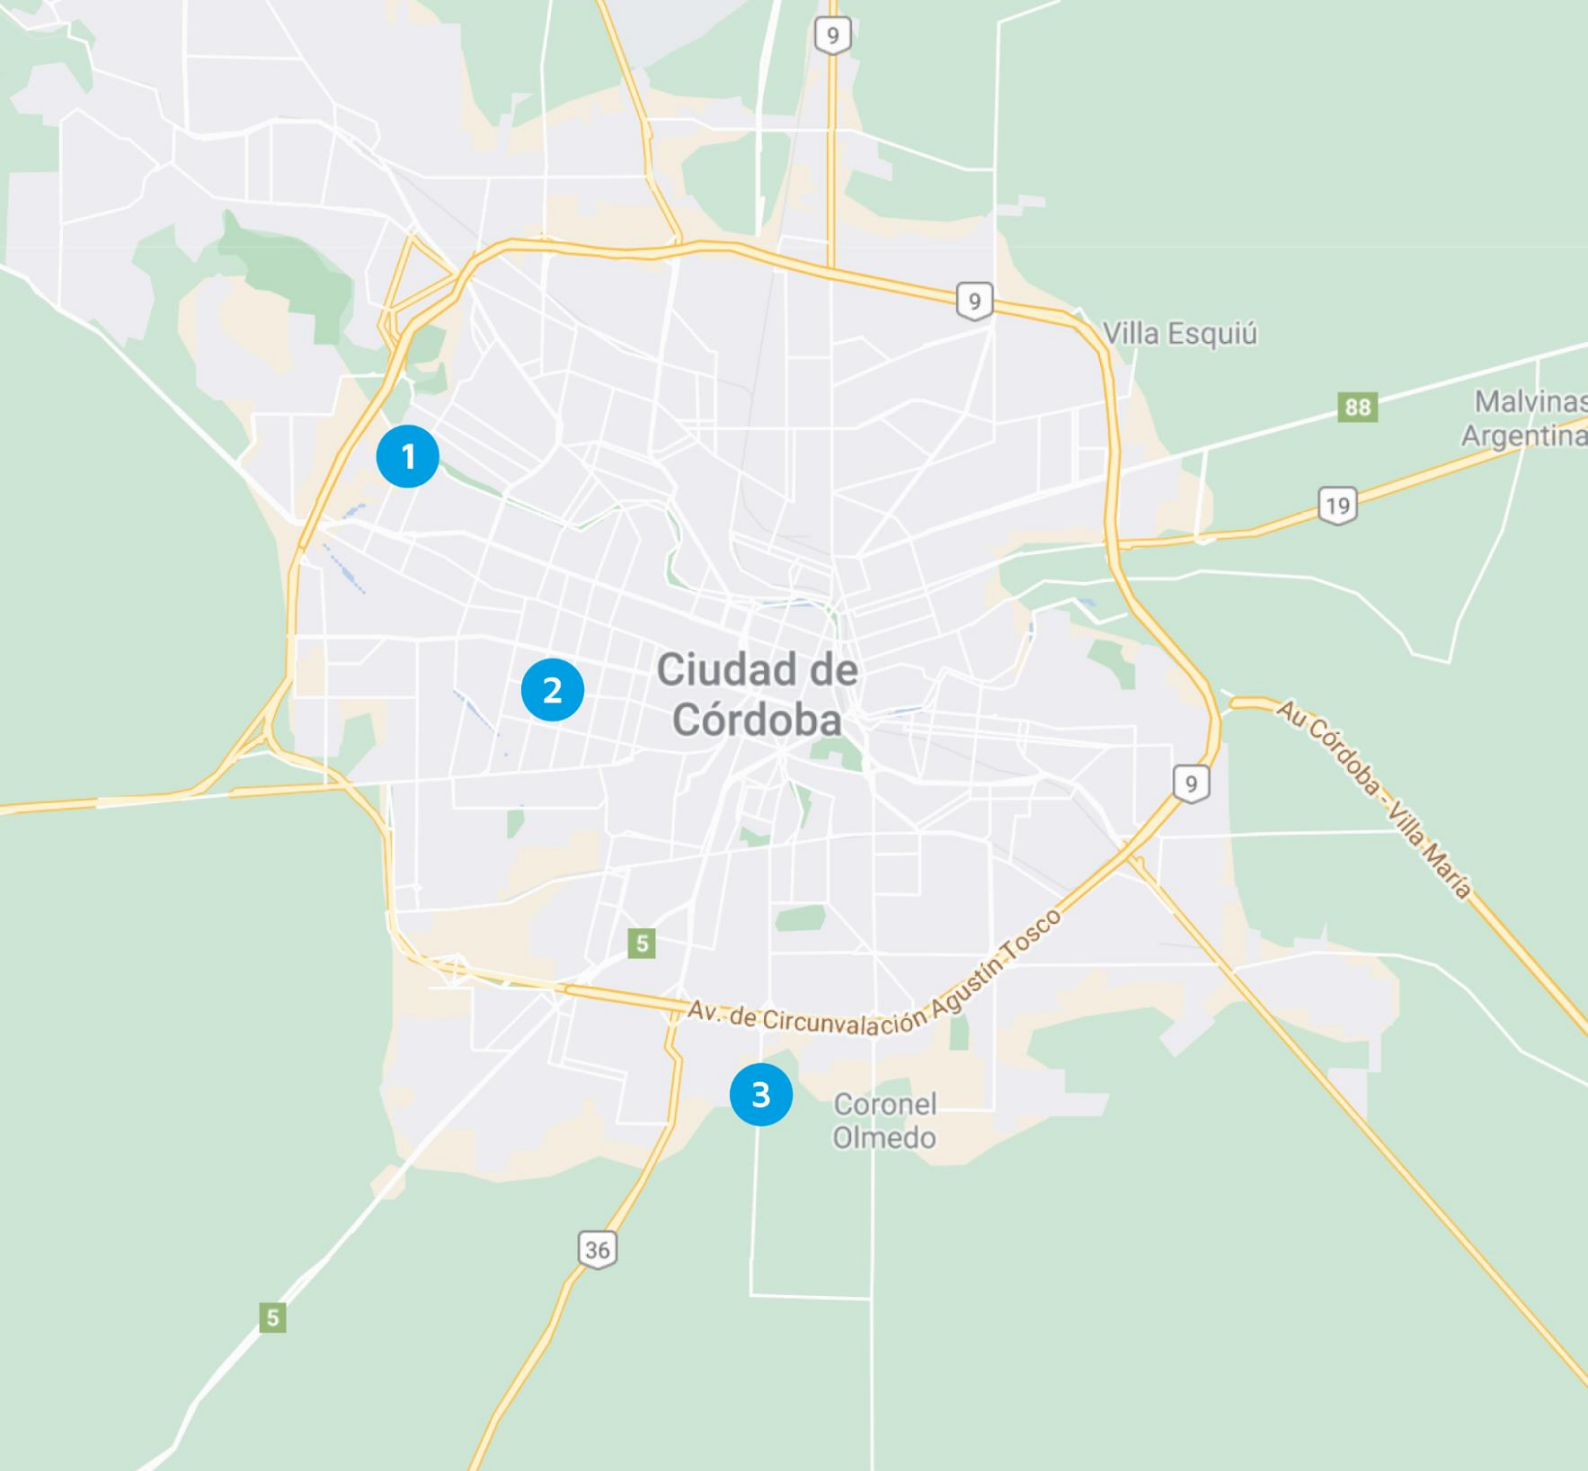 9
9
Villa Esquiú
88
Malvinas
Argentina
1
19
2
Ciudad de
Córdoba
Au Córdoba - Villa María
9
5
Av. de Circunvalación Agustín Tosco
3
Coronel
Olmedo
36
5